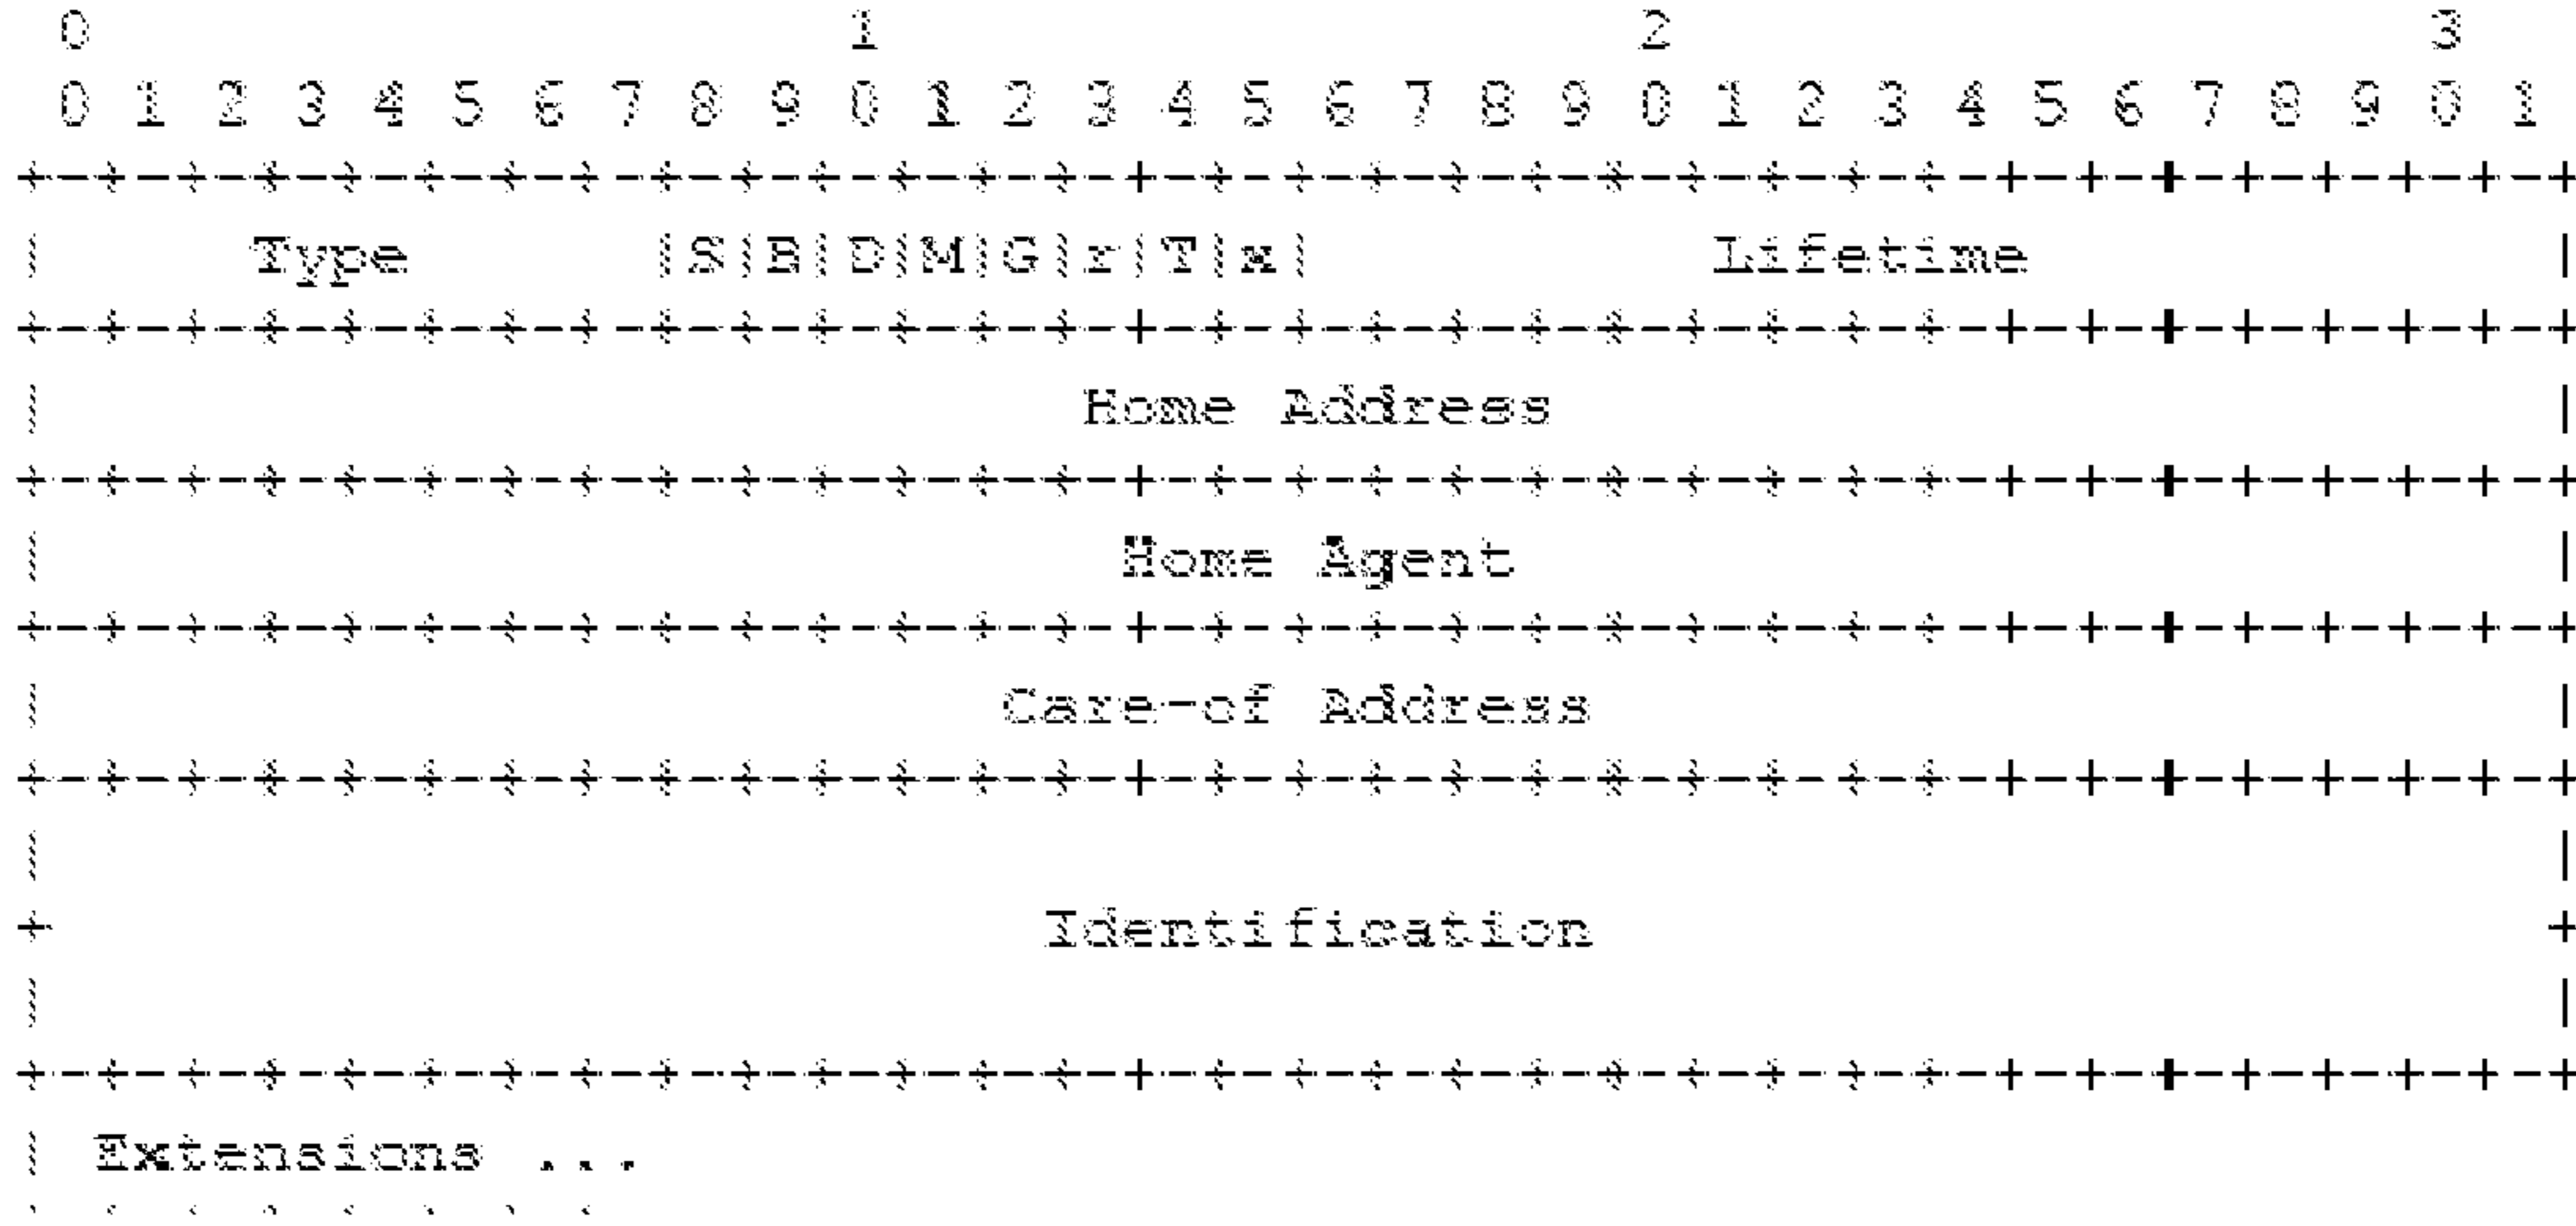 0                   1                   2                   3
 0 1 2 3 4 5 6 7 8 9 0 1 2 3 4 5 6 7 8 9 0 1 2 3 4 5 6 7 8 9 0 1
+-+-+-+-+-+-+-+-+-+-+-+-+-+-+-+-+-+-+-+-+-+-+-+-+-+-+-+-+-+-+-+-+
|     Type      |S|B|D|M|G|r|T|x|          Lifetime             |
+-+-+-+-+-+-+-+-+-+-+-+-+-+-+-+-+-+-+-+-+-+-+-+-+-+-+-+-+-+-+-+-+
|                          Home Address                         |
+-+-+-+-+-+-+-+-+-+-+-+-+-+-+-+-+-+-+-+-+-+-+-+-+-+-+-+-+-+-+-+-+
|                           Home Agent                          |
+-+-+-+-+-+-+-+-+-+-+-+-+-+-+-+-+-+-+-+-+-+-+-+-+-+-+-+-+-+-+-+-+
|                        Care-of Address                        |
+-+-+-+-+-+-+-+-+-+-+-+-+-+-+-+-+-+-+-+-+-+-+-+-+-+-+-+-+-+-+-+-+
|                                                               |
+                         Identification                        +
|                                                               |
+-+-+-+-+-+-+-+-+-+-+-+-+-+-+-+-+-+-+-+-+-+-+-+-+-+-+-+-+-+-+-+-+
| Extensions ...